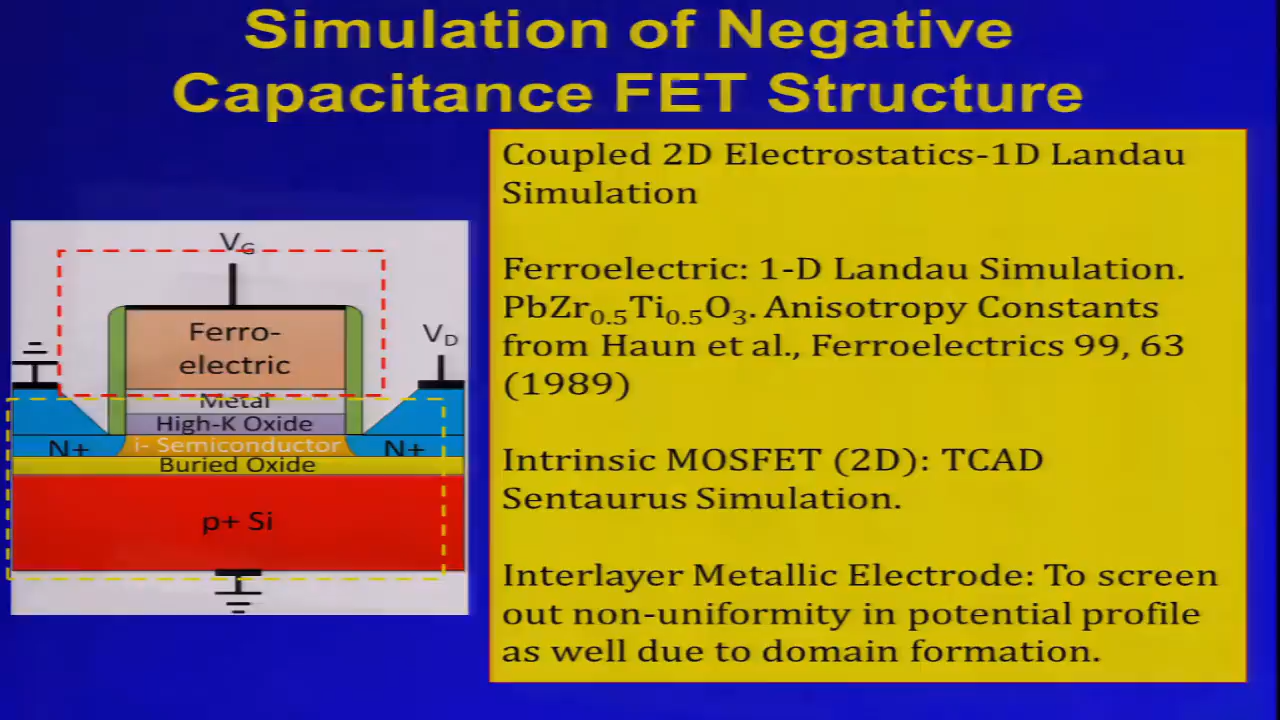 Simulation of Negative
Capacitance FET Structure
V_G
Ferro-
electric
V_D
Metal
High-K Oxide
N+
i- Semiconductor
N+
Buried Oxide
p+ Si
Coupled 2D Electrostatics-1D Landau
Simulation
Ferroelectric: 1-D Landau Simulation.
PbZr₀.₅Ti₀.₅O₃. Anisotropy Constants
from Haun et al., Ferroelectrics 99, 63
(1989)
Intrinsic MOSFET (2D): TCAD
Sentaurus Simulation.
Interlayer Metallic Electrode: To screen
out non-uniformity in potential profile
as well due to domain formation.